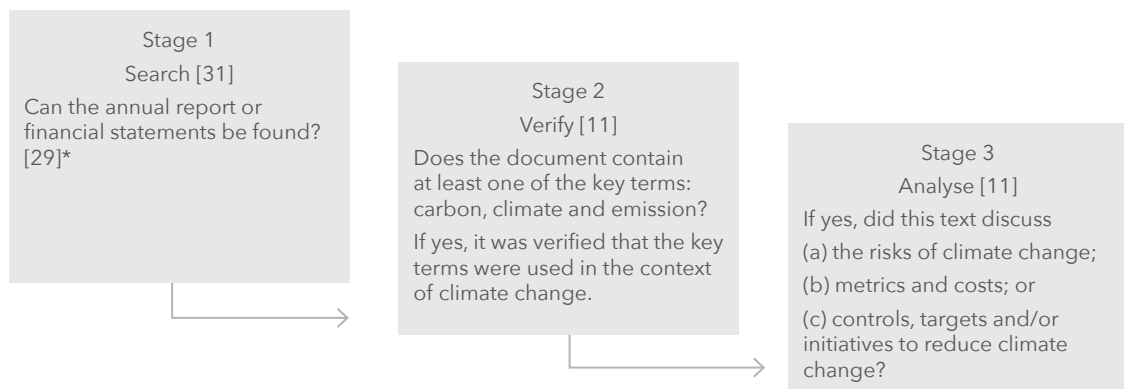 Stage 1
Search [31]
Can the annual report or
financial statements be found?
[29]*
Stage 2
Verify [11]
Does the document contain
at least one of the key terms:
carbon, climate and emission?
If yes, it was verified that the key
terms were used in the context
of climate change.
Stage 3
Analyse [11]
If yes, did this text discuss
(a) the risks of climate change;
(b) metrics and costs; or
(c) controls, targets and/or
initiatives to reduce climate
change?